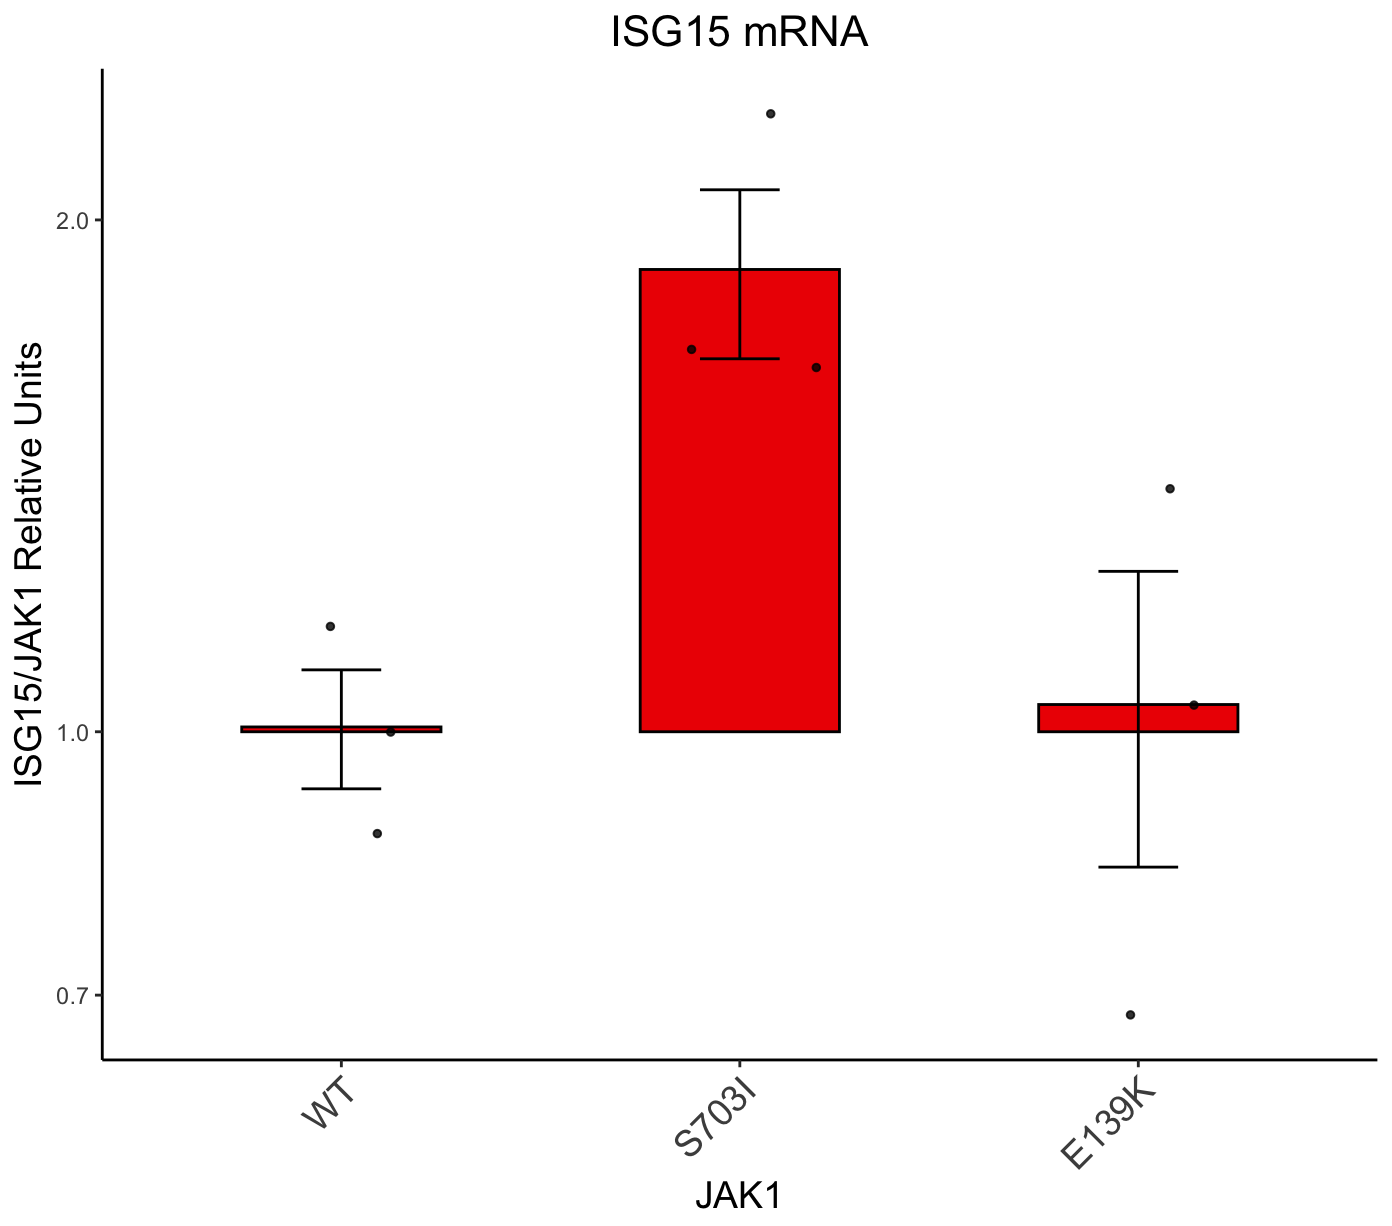 ISG15 mRNA
ISG15/JAK1 Relative Units
2.0
1.0
0.7
WT
S703I
E139K
JAK1